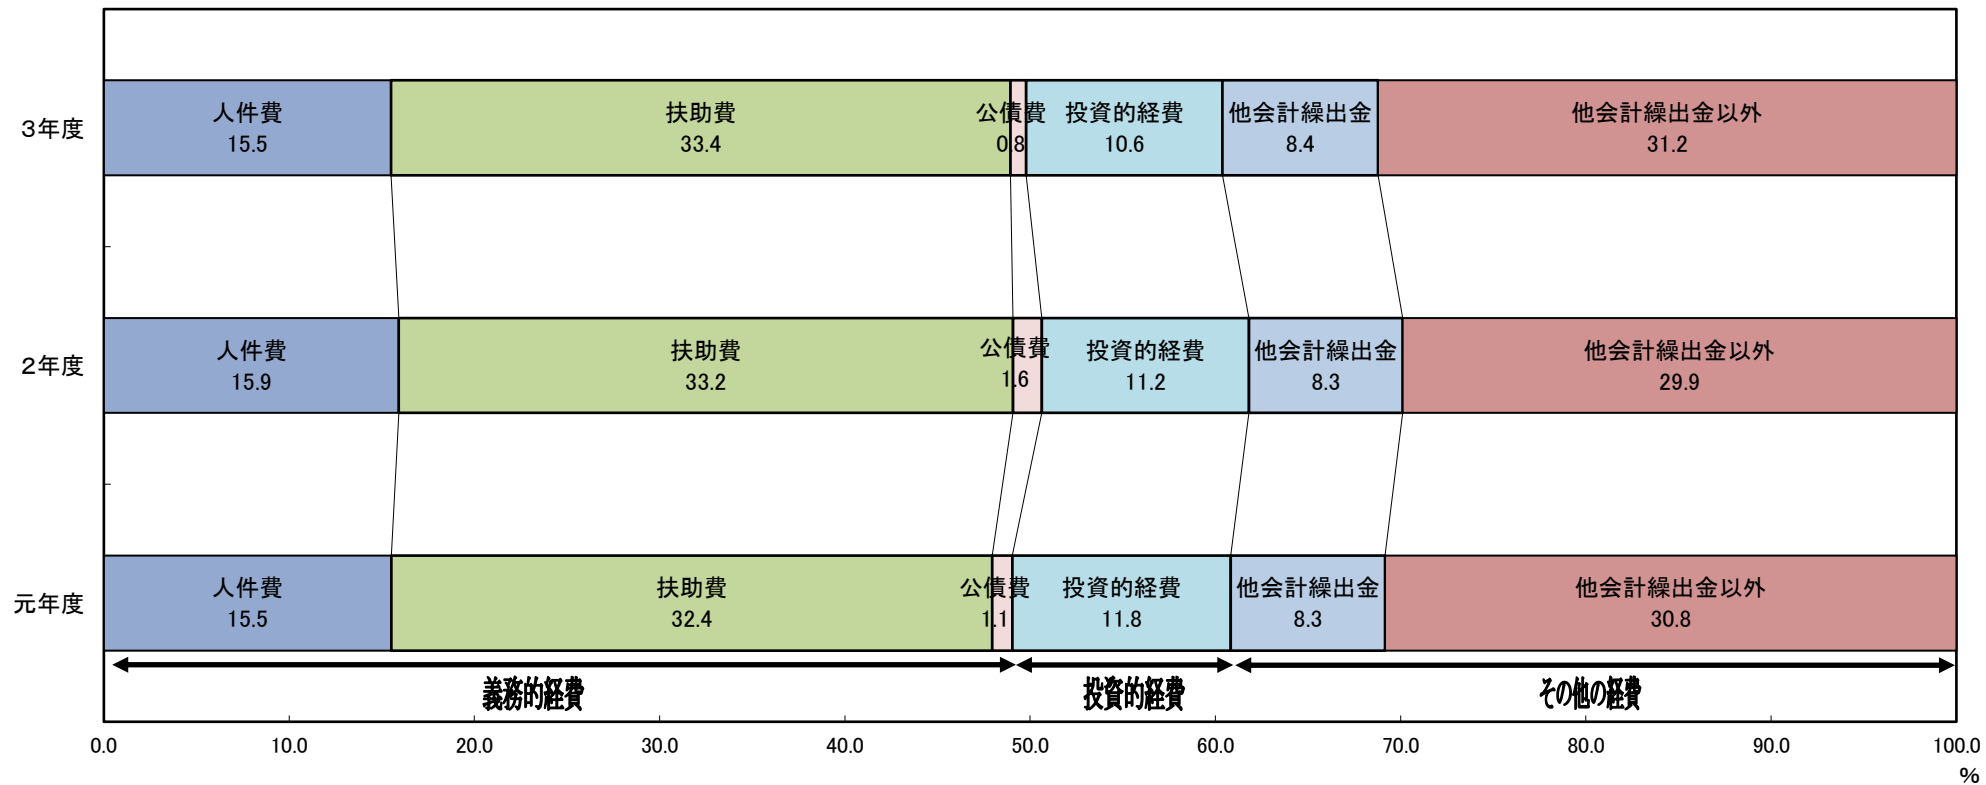 3年度
人件費
15.5
扶助費
33.4
公債費
0.8
投資的経費
10.6
他会計繰出金
8.4
他会計繰出金以外
31.2
2年度
人件費
15.9
扶助費
33.2
公債費
1.6
投資的経費
11.2
他会計繰出金
8.3
他会計繰出金以外
29.9
元年度
人件費
15.5
扶助費
32.4
公債費
1.1
投資的経費
11.8
他会計繰出金
8.3
他会計繰出金以外
30.8
義務的経費 投資的経費 その他の経費
0.0 10.0 20.0 30.0 40.0 50.0 60.0 70.0 80.0 90.0 100.0
%